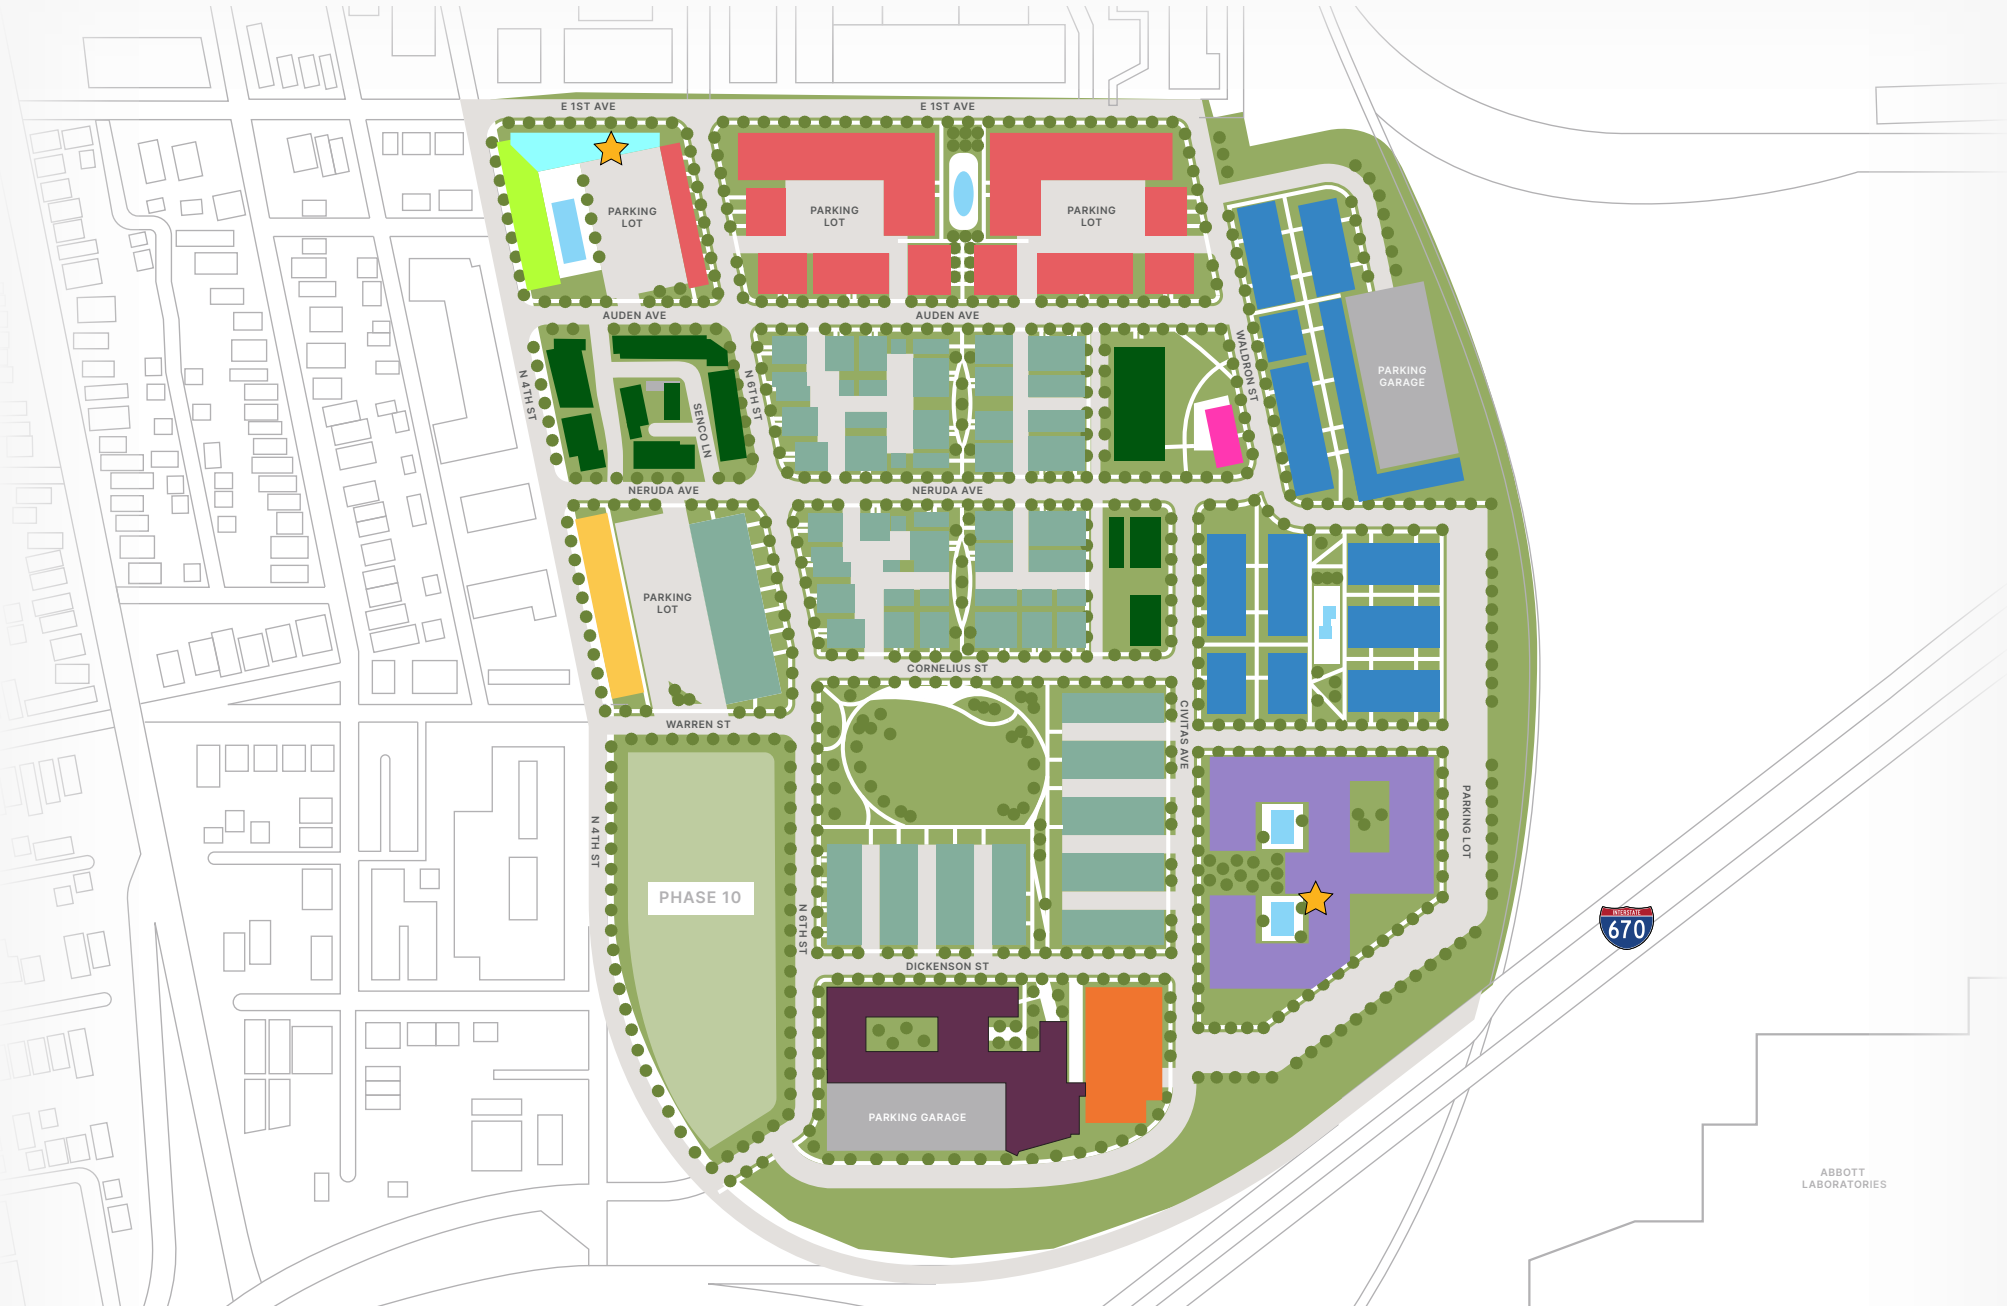 E 1ST AVE
E 1ST AVE
PARKING
LOT
PARKING
LOT
PARKING
LOT
AUDEN AVE
AUDEN AVE
N 4TH ST
SENCO LN
N 6TH ST
WALDRON ST
PARKING
GARAGE
NERUDA AVE
NERUDA AVE
PARKING
LOT
CORNELIUS ST
WARREN ST
CIVITAS AVE
N 4TH ST
PARKING LOT
PHASE 10
N 6TH ST
INTERSTATE
670
DICKENSON ST
PARKING GARAGE
ABBOTT
LABORATORIES